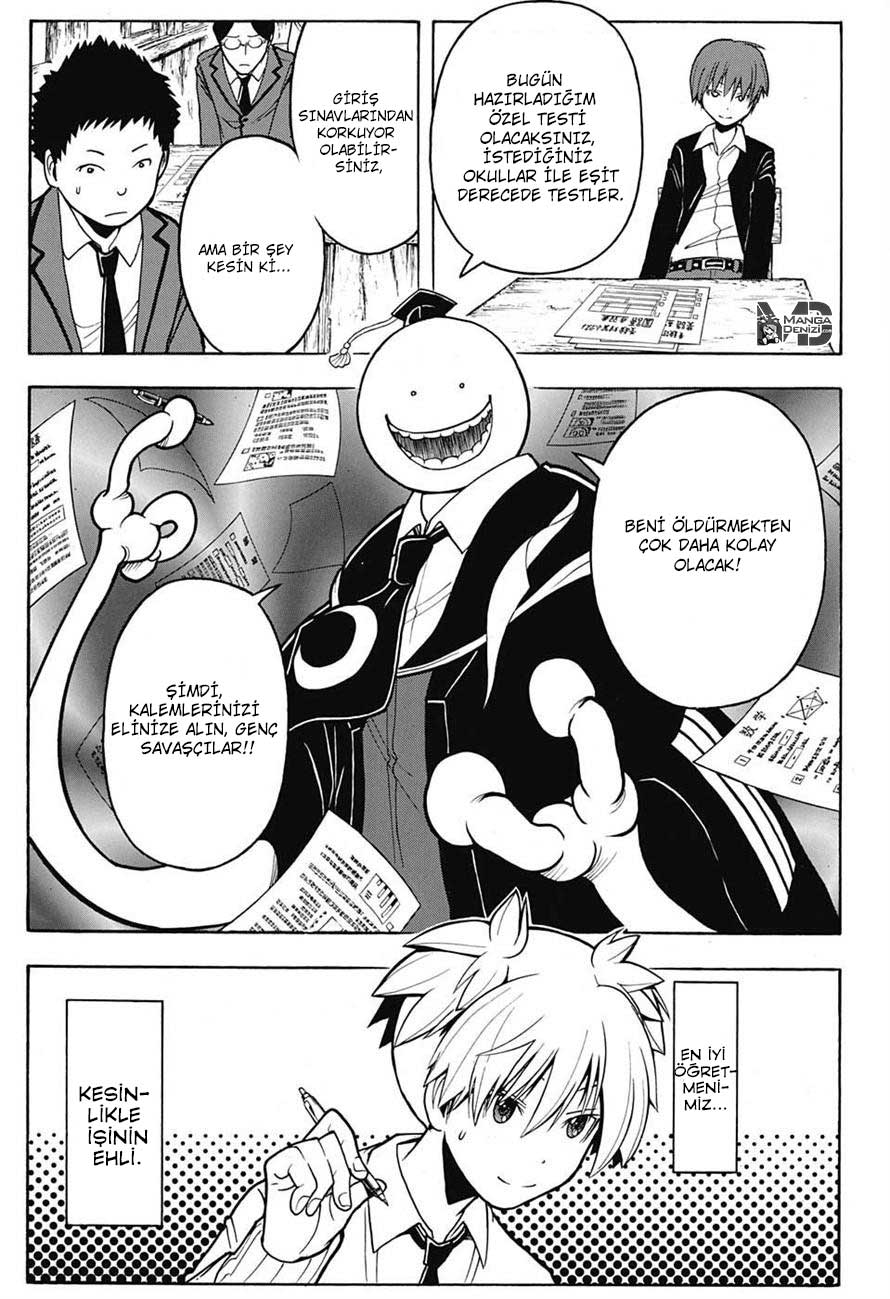 BUGÜN
HAZIRLADIĞIM
ÖZEL TESTİ
OLACAKSINIZ,
İSTEDİĞİNİZ
OKULLAR İLE EŞİT
DERECEDE TESTLER.
GİRİŞ
SINAVLARINDAN
KORKUYOR
OLABİLİR-
SİNİZ,
AMA BİR ŞEY
KESİN Kİ...
MANGA
DENİZİ
BENİ ÖLDÜRMEKTEN
ÇOK DAHA KOLAY
OLACAK!
ŞİMDİ,
KALEMLERİNİZİ
ELİNİZE ALIN, GENÇ
SAVAŞÇILAR!!
数学
EN İYİ
ÖĞRET-
MENİ-
MİZ...
KESİN-
LİKLE
İŞİNİN
EHLİ.